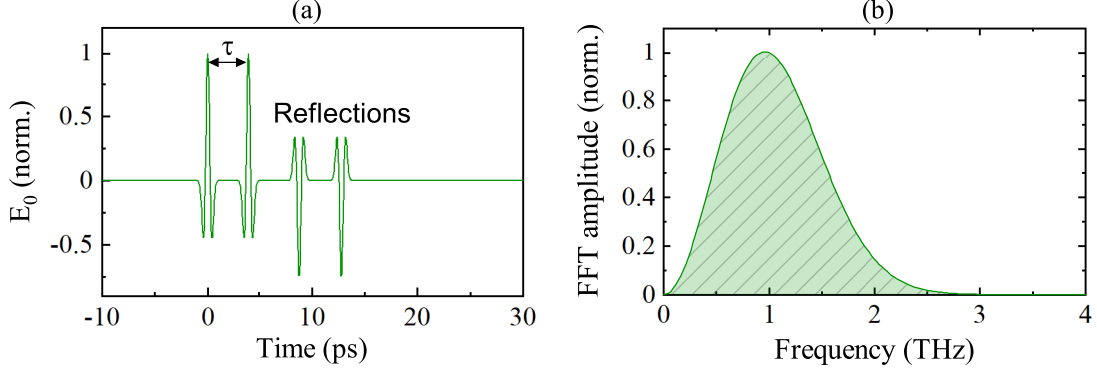 (a)
1
0.5
0
-0.5
-10
0
10
20
30
E0 (norm.)
Time (ps)
τ
Reflections
(b)
1
0.8
0.6
0.4
0.2
0
0
1
2
3
4
FFT amplitude (norm.)
Frequency (THz)